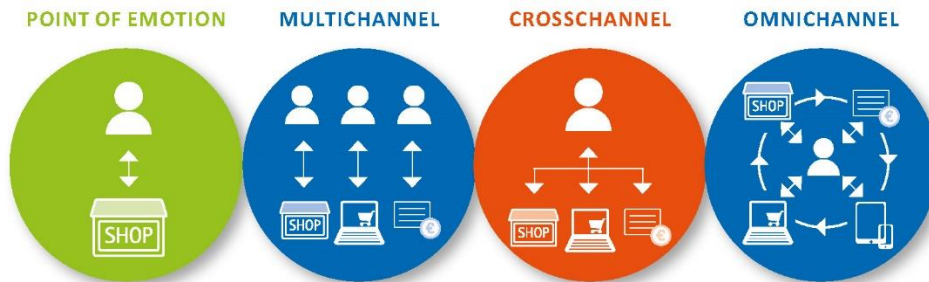 POINT OF EMOTION
MULTICHANNEL
CROSSCHANNEL
OMNICHANNEL
SHOP
SHOP
€
SHOP
€
SHOP
€